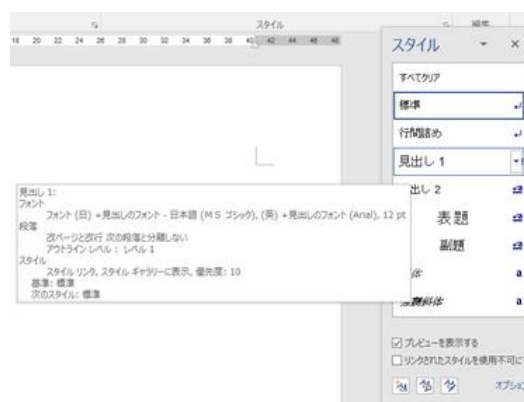 スタイル
編集
18 20 22 24 26 28 30 32 34 36 38 40 42 44 46 48
スタイル
すべてクリア
標準
行間詰め
見出し 1
出し 2
表題
副題
体
強調斜体
見出し 1:
フォント
フォント (日) +見出しのフォント - 日本語 (ＭＳ ゴシック), (英) +見出しのフォント (Arial), 12 pt
段落
改ページと改行 次の段落と分離しない
アウトライン レベル : レベル 1
スタイル
スタイル リンク, スタイル ギャラリーに表示, 優先度: 10
基準: 標準
次のスタイル: 標準
プレビューを表示する
リンクされたスタイルを使用不可に
オプション